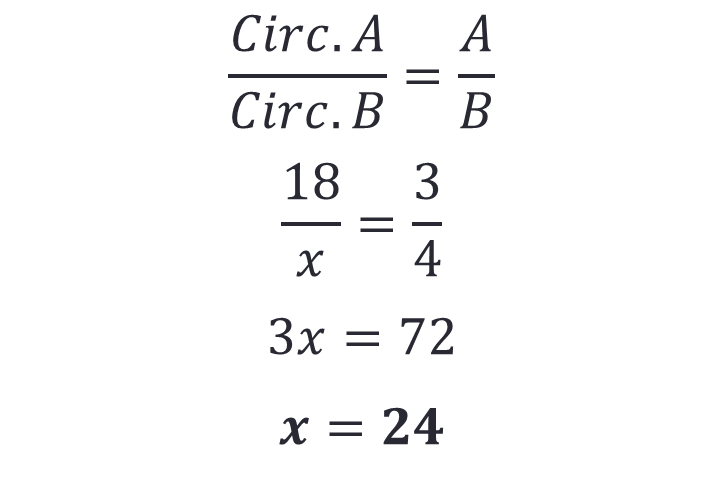 Circ. A / Circ. B = A / B
18 / x = 3 / 4
3x = 72
x = 24